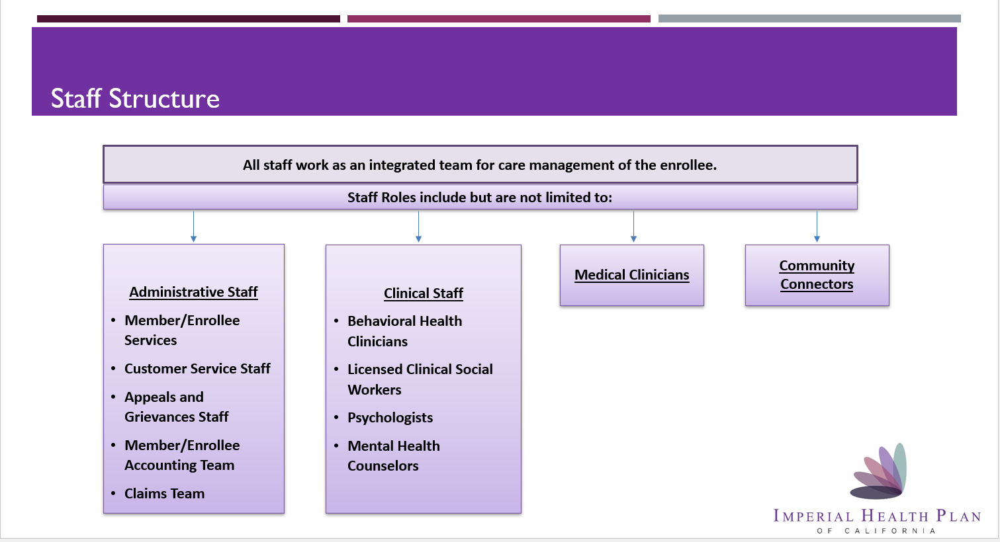 Staff Structure
All staff work as an integrated team for care management of the enrollee.
Staff Roles include but are not limited to:
Administrative Staff
• Member/Enrollee
Services
• Customer Service Staff
• Appeals and
Grievances Staff
• Member/Enrollee
Accounting Team
• Claims Team
Clinical Staff
• Behavioral Health
Clinicians
• Licensed Clinical Social
Workers
• Psychologists
• Mental Health
Counselors
Medical Clinicians
Community
Connectors
IMPERIAL HEALTH PLAN
OF CALIFORNIA